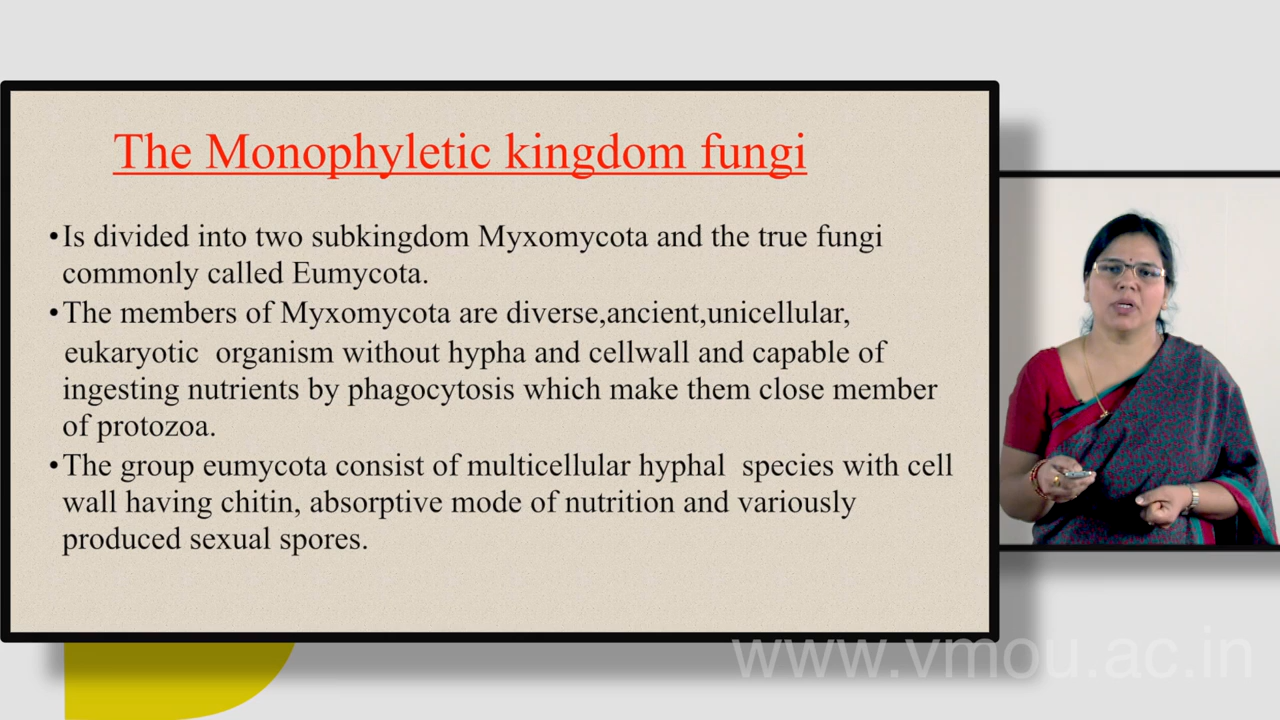 The Monophyletic kingdom fungi
•Is divided into two subkingdom Myxomycota and the true fungi
commonly called Eumycota.
•The members of Myxomycota are diverse,ancient,unicellular,
eukaryotic organism without hypha and cellwall and capable of
ingesting nutrients by phagocytosis which make them close member
of protozoa.
•The group eumycota consist of multicellular hyphal species with cell
wall having chitin, absorptive mode of nutrition and variously
produced sexual spores.
www.vmou.ac.in